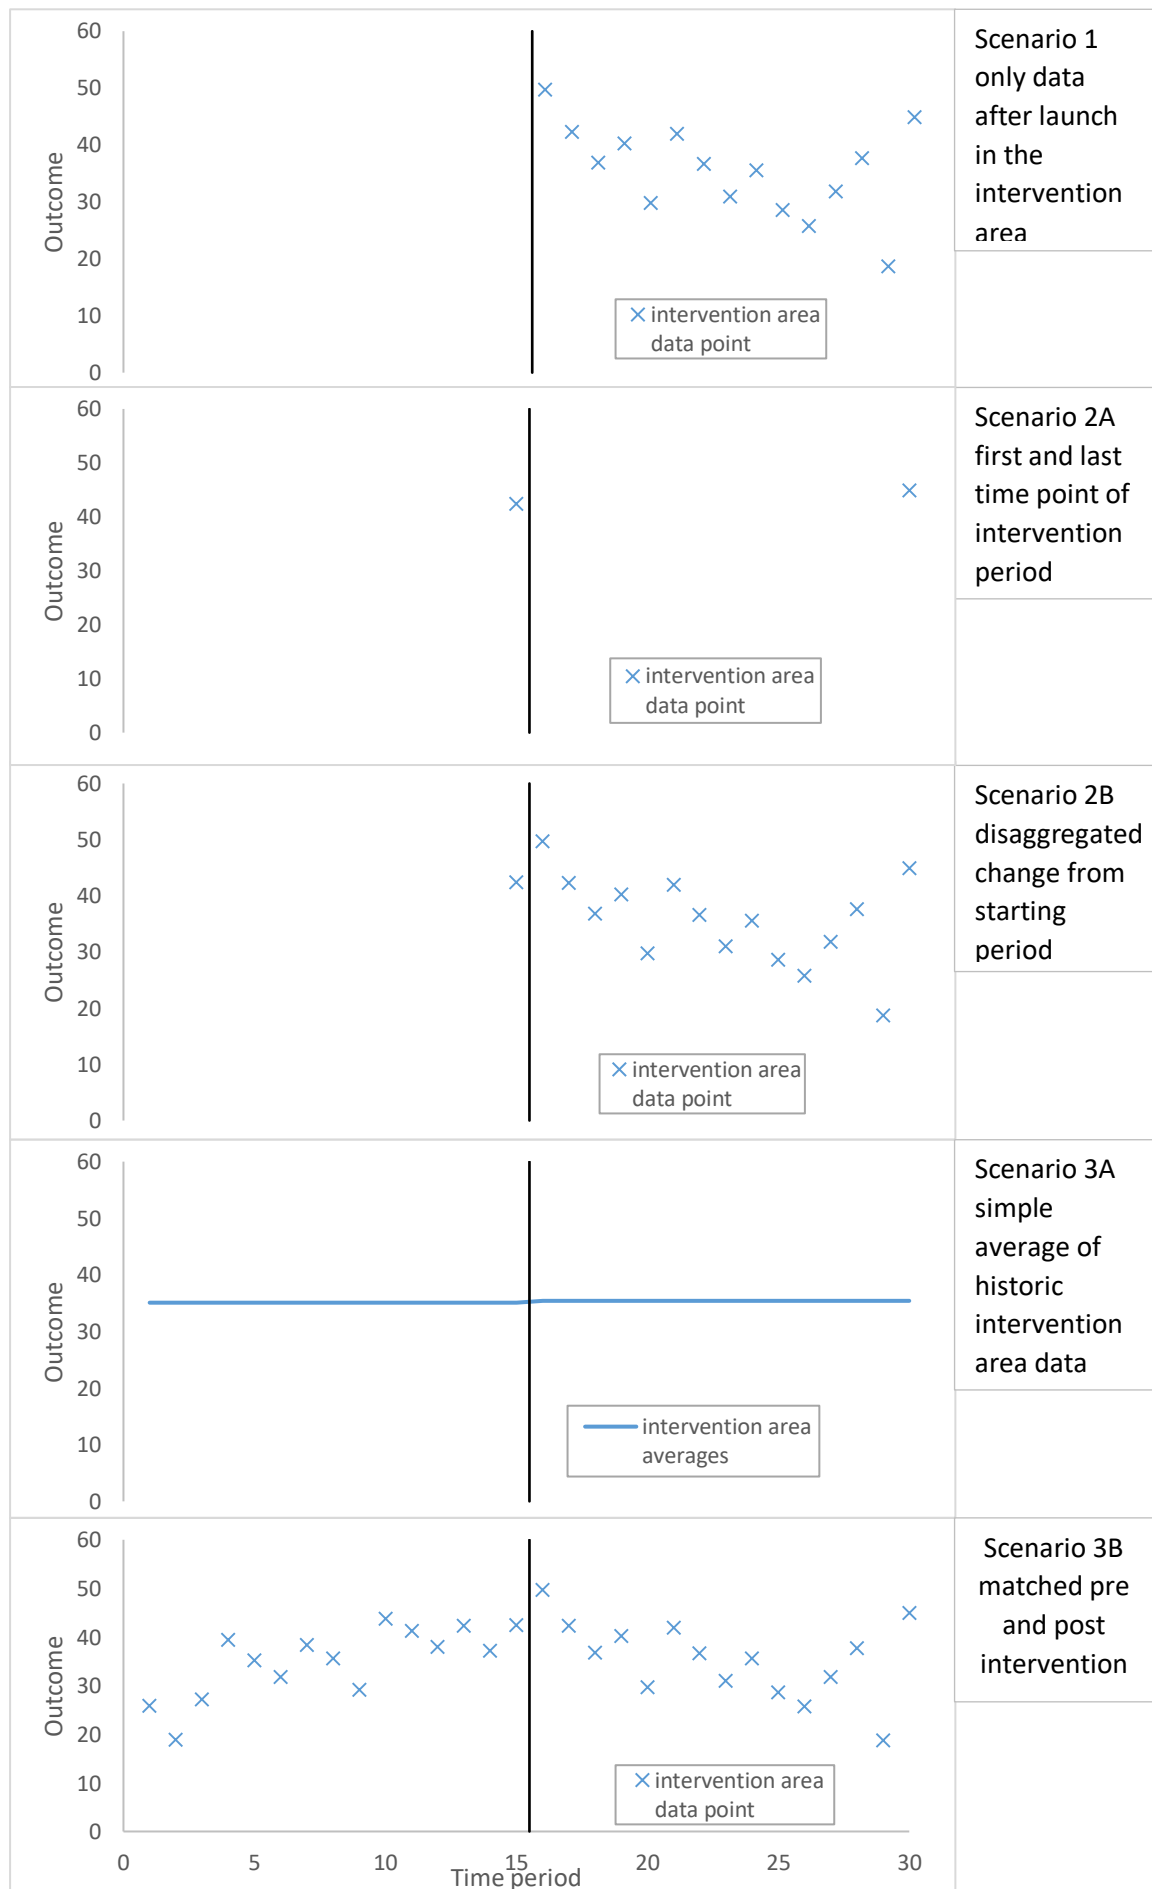 60
50
40
30
20
10
0
Outcome
intervention area
data point
Scenario 1
only data
after launch
in the
intervention
area
60
50
40
30
20
10
0
Outcome
intervention area
data point
Scenario 2A
first and last
time point of
intervention
period
60
50
40
30
20
10
0
Outcome
intervention area
data point
Scenario 2B
disaggregated
change from
starting
period
60
50
40
30
20
10
0
Outcome
intervention area
averages
Scenario 3A
simple
average of
historic
intervention
area data
60
50
40
30
20
10
0
Outcome
intervention area
data point
Scenario 3B
matched pre
and post
intervention
0 5 10 15 20 25 30
Time period